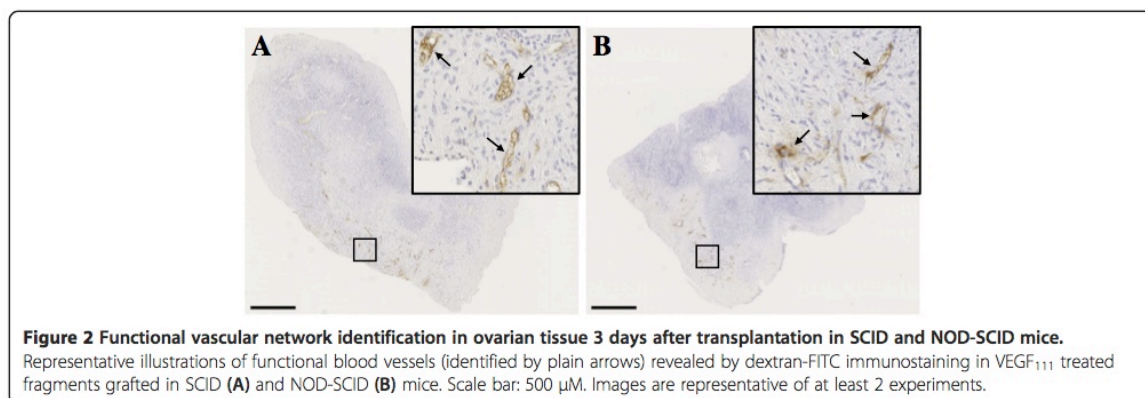 A
B
Figure 2 Functional vascular network identification in ovarian tissue 3 days after transplantation in SCID and NOD-SCID mice.
Representative illustrations of functional blood vessels (identified by plain arrows) revealed by dextran-FITC immunostaining in VEGF₁₁₁ treated
fragments grafted in SCID (A) and NOD-SCID (B) mice. Scale bar: 500 μM. Images are representative of at least 2 experiments.